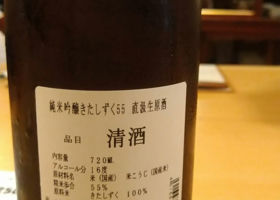 純米吟醸きたしずく55 直汲生原酒
品目 清酒
内容量 720㎖
アルコール分 16度
原材料名 米(国産) 米こうじ(国産米)
精米歩合 55%
原料米 きたしずく 100%